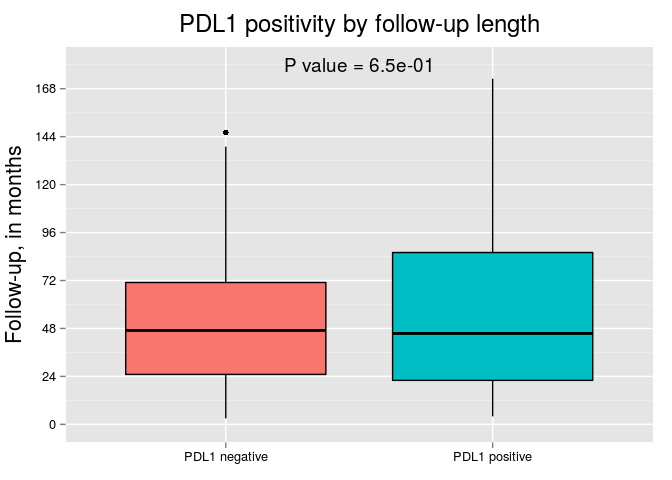 PDL1 positivity by follow-up length
P value = 6.5e-01
Follow-up, in months
168
144
120
96
72
48
24
0
PDL1 negative
PDL1 positive